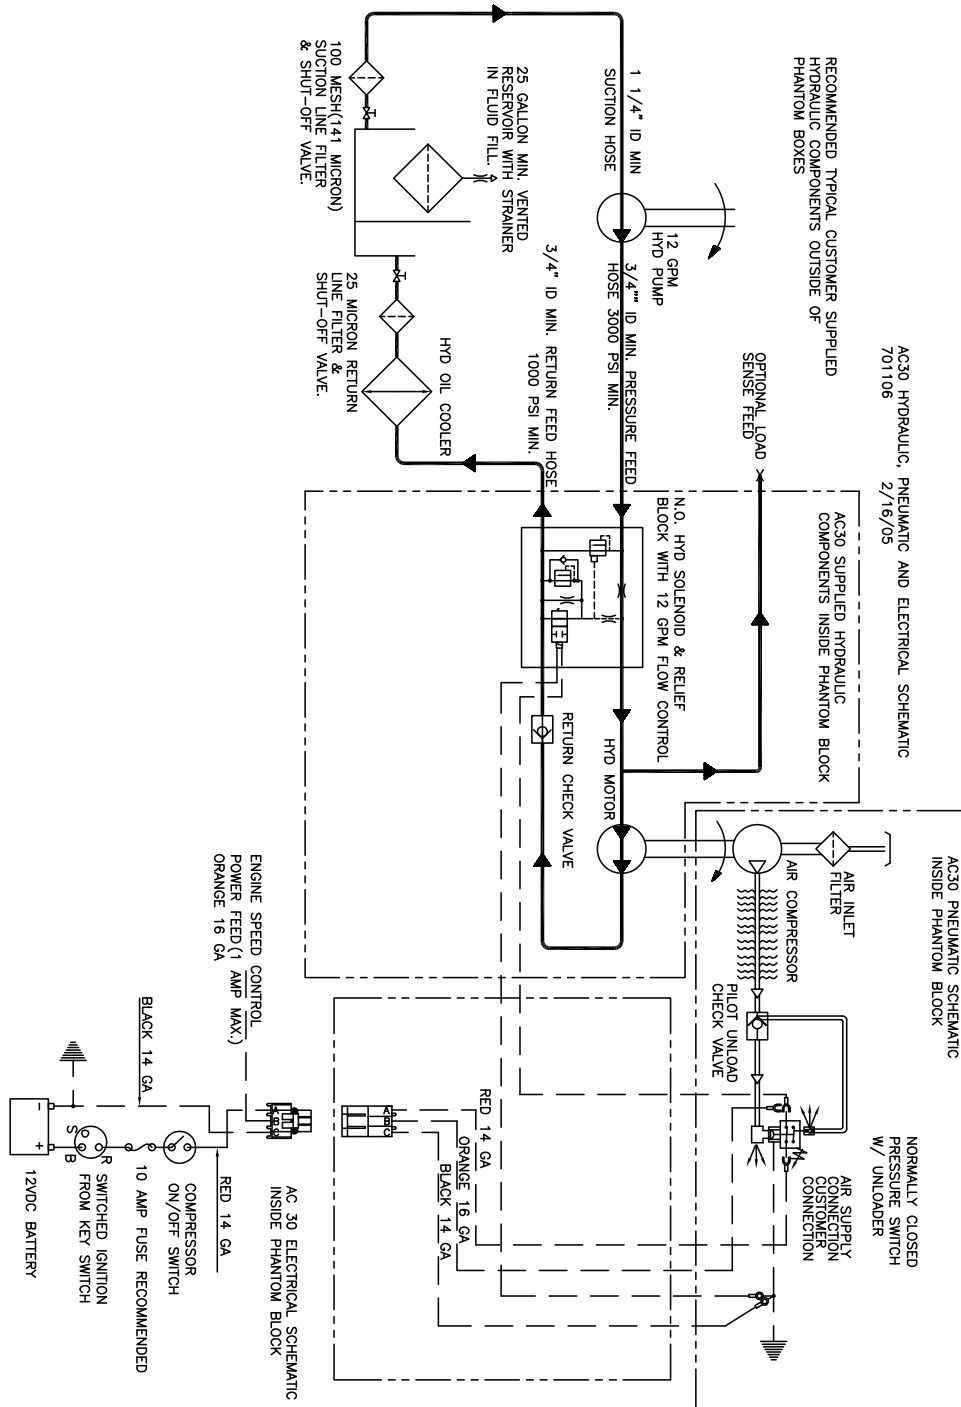 AC30 HYDRAULIC, PNEUMATIC AND ELECTRICAL SCHEMATIC
701106 2/16/05
RECOMMENDED TYPICAL CUSTOMER SUPPLIED
HYDRAULIC COMPONENTS OUTSIDE OF
PHANTOM BOXES
1 1/4" ID MIN
SUCTION HOSE
12 GPM
HYD PUMP
3/4"" ID MIN. PRESSURE FEED
HOSE 3000 PSI MIN.
25 GALLON MIN. VENTED
RESERVOIR WITH STRAINER
IN FLUID FILL.
100 MESH(141 MICRON)
SUCTION LINE FILTER
& SHUT-OFF VALVE.
3/4" ID MIN. RETURN FEED HOSE
1000 PSI MIN.
25 MICRON RETURN
LINE FILTER &
SHUT-OFF VALVE.
HYD OIL COOLER
OPTIONAL LOAD
SENSE FEED
AC30 SUPPLIED HYDRAULIC
COMPONENTS INSIDE PHANTOM BLOCK
N.O. HYD SOLENOID & RELIEF
BLOCK WITH 12 GPM FLOW CONTROL
HYD MOTOR
RETURN CHECK VALVE
AC30 PNEUMATIC SCHEMATIC
INSIDE PHANTOM BLOCK
AIR INLET
FILTER
AIR COMPRESSOR
PILOT UNLOAD
CHECK VALVE
NORMALLY CLOSED
PRESSURE SWITCH
W/ UNLOADER
AIR SUPPLY
CONNECTION
CUSTOMER
CONNECTION
RED 14 GA
ORANGE 16 GA
BLACK 14 GA
A
B
C
A
B
C
AC 30 ELECTRICAL SCHEMATIC
INSIDE PHANTOM BLOCK
ENGINE SPEED CONTROL
POWER FEED(1 AMP MAX.)
ORANGE 16 GA
BLACK 14 GA
RED 14 GA
COMPRESSOR
ON/OFF SWITCH
10 AMP FUSE RECOMMENDED
S
R
B
SWITCHED IGNITION
FROM KEY SWITCH
- +
12VDC BATTERY